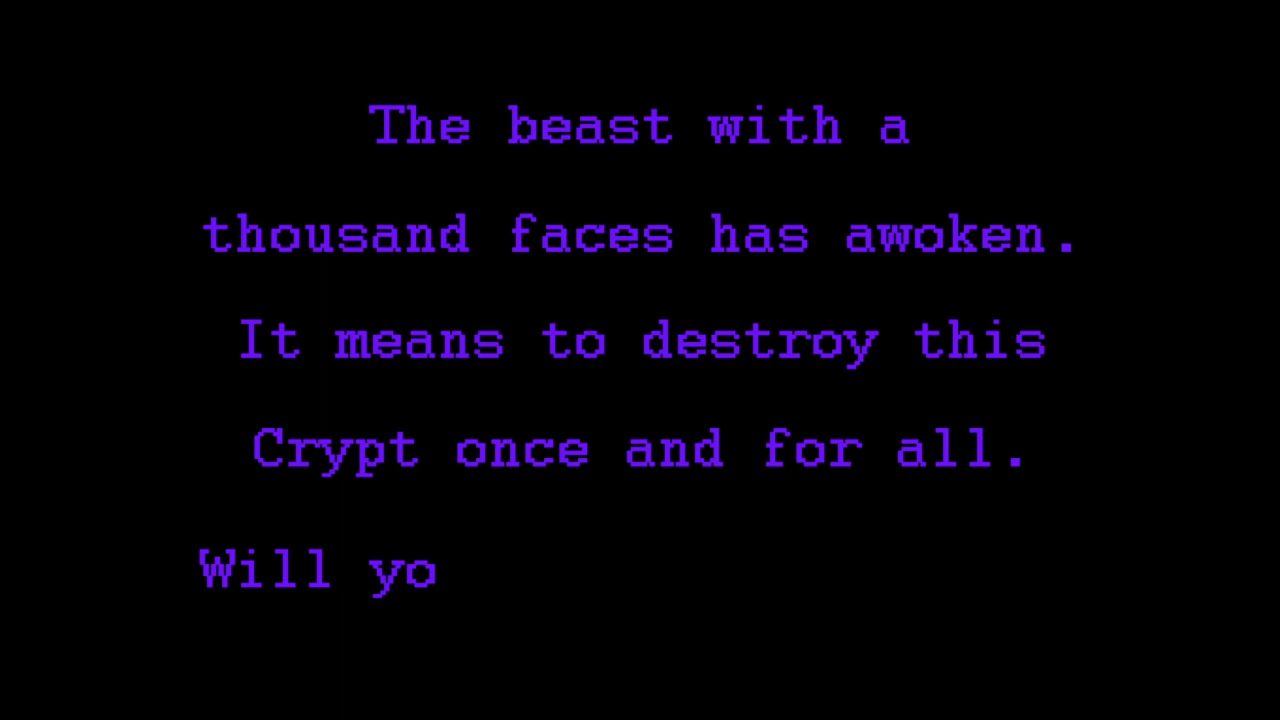 The beast with a
thousand faces has awoken.
It means to destroy this
Crypt once and for all.
Will yo